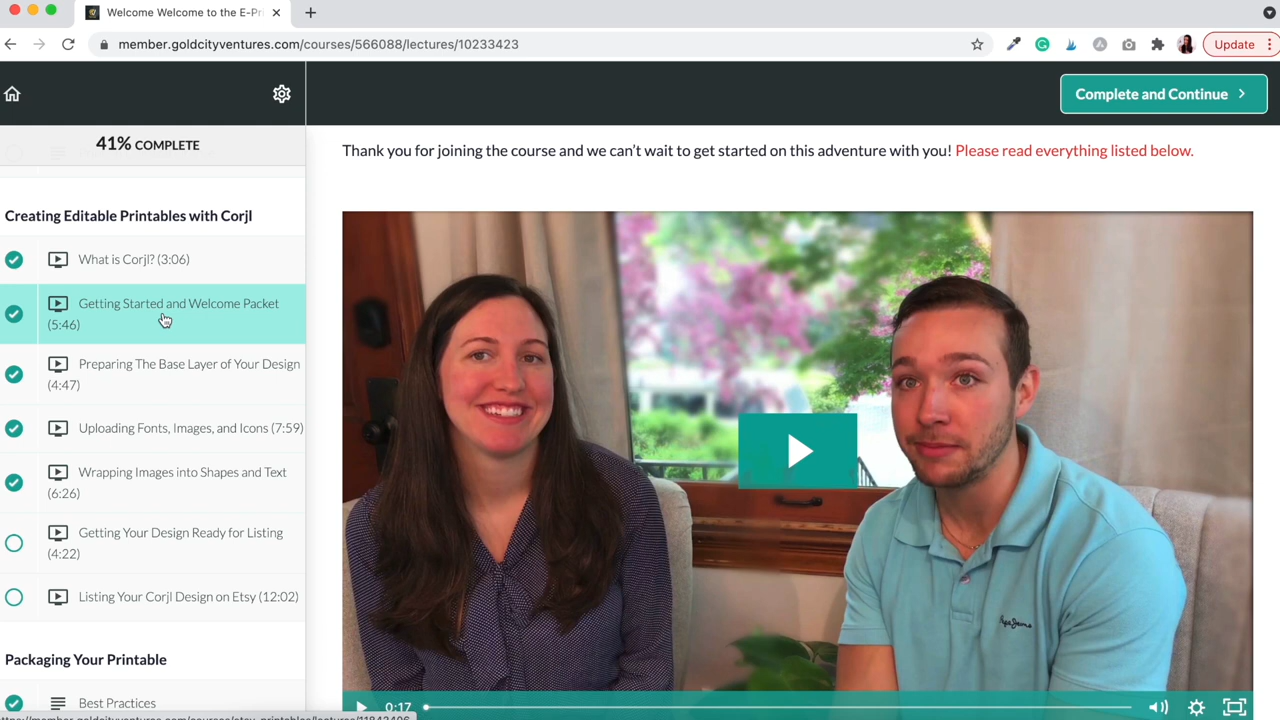 Welcome Welcome to the E-Pri
member.goldcityventures.com/courses/566088/lectures/10233423
Update
Complete and Continue
41% COMPLETE
Thank you for joining the course and we can't wait to get started on this adventure with you! Please read everything listed below.
Creating Editable Printables with Corjl
What is Corjl? (3:06)
Getting Started and Welcome Packet
(5:46)
Preparing The Base Layer of Your Design
(4:47)
Uploading Fonts, Images, and Icons (7:59)
Wrapping Images into Shapes and Text
(6:26)
Getting Your Design Ready for Listing
(4:22)
Listing Your Corjl Design on Etsy (12:02)
Pepe Jeans
Packaging Your Printable
Best Practices
0:17